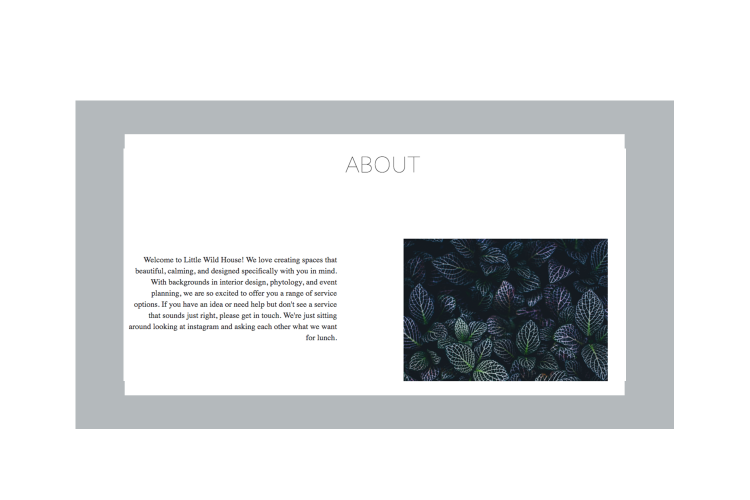 ABOUT
Welcome to Little Wild House! We love creating spaces that
beautiful, calming, and designed specifically with you in mind.
With backgrounds in interior design, phytology, and event
planning, we are so excited to offer you a range of service
options. If you have an idea or need help but don't see a service
that sounds just right, please get in touch. We're just sitting
around looking at instagram and asking each other what we want
for lunch.